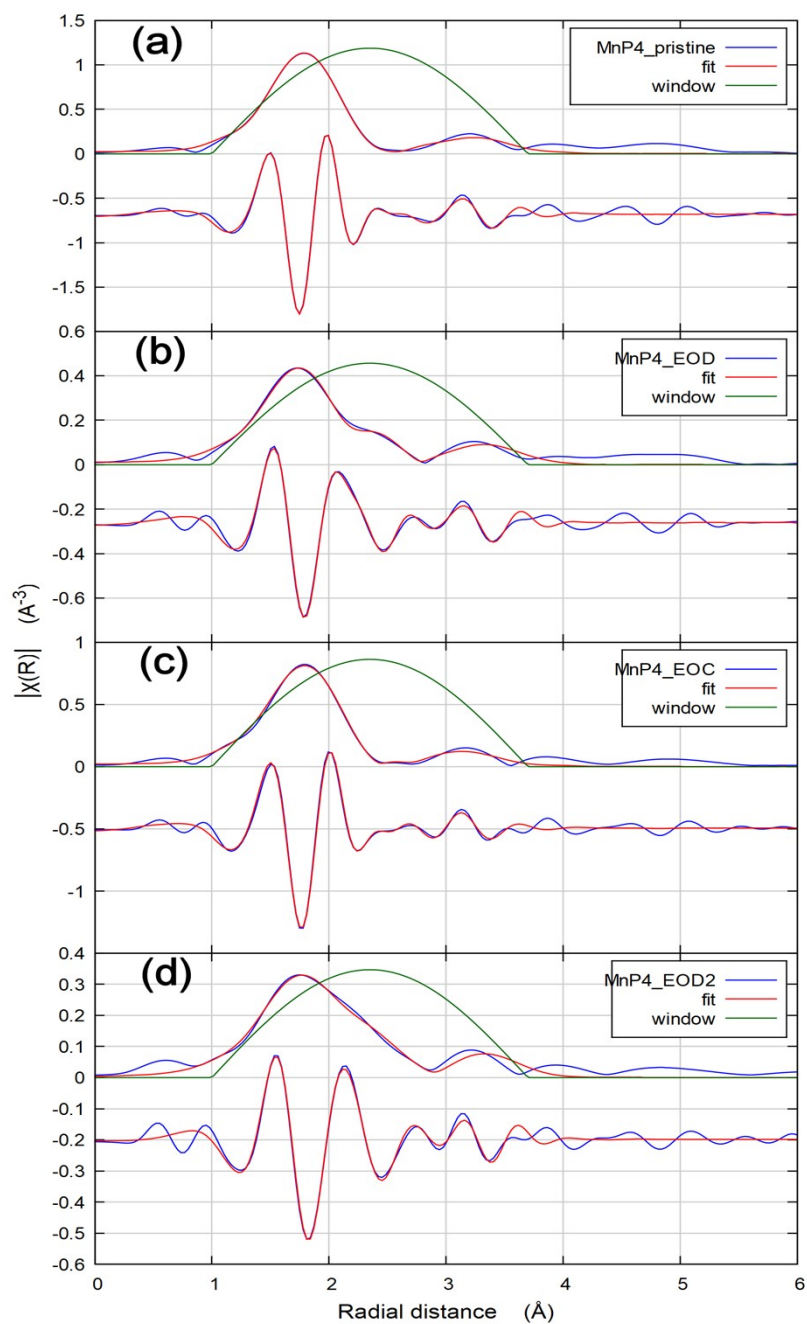 (a)
MnP4_pristine
fit
window
1.5
1
0.5
0
-0.5
-1
-1.5
0.6
(b)
MnP4_EOD
fit
window
0.4
0.2
0
-0.2
-0.4
-0.6
1
(c)
MnP4_EOC
fit
window
0.5
0
-0.5
-1
0.4
(d)
MnP4_EOD2
fit
window
0.3
0.2
0.1
0
-0.1
-0.2
-0.3
-0.4
-0.5
-0.6
|χ(R)| (A⁻³)
0 1 2 3 4 5 6
Radial distance (Å)